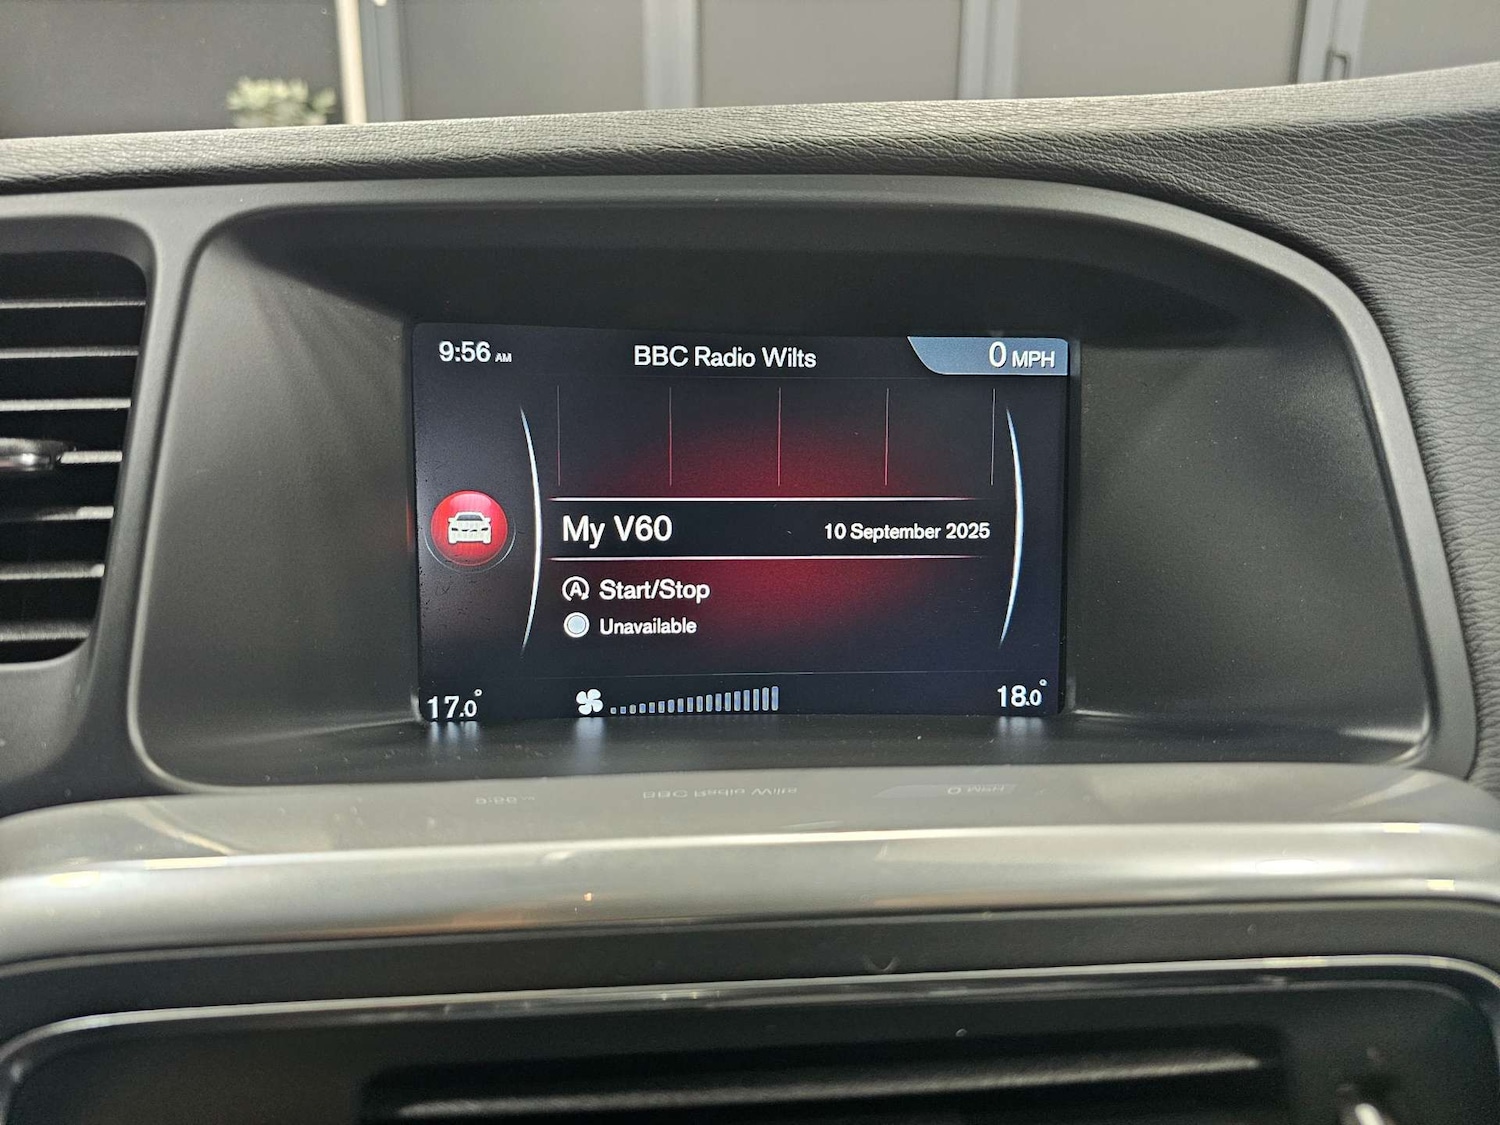 9:56 AM
BBC Radio Wilts
0 MPH
My V60
10 September 2025
A Start/Stop
Unavailable
17.0°
18.0°